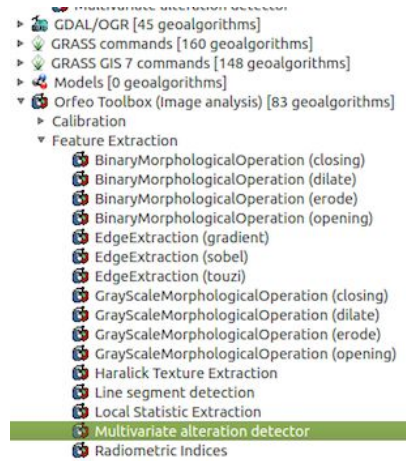 Multivariate alteration detector
GDAL/OGR [45 geoalgorithms]
GRASS commands [160 geoalgorithms]
GRASS GIS 7 commands [148 geoalgorithms]
Models [0 geoalgorithms]
Orfeo Toolbox (Image analysis) [83 geoalgorithms]
Calibration
Feature Extraction
BinaryMorphologicalOperation (closing)
BinaryMorphologicalOperation (dilate)
BinaryMorphologicalOperation (erode)
BinaryMorphologicalOperation (opening)
EdgeExtraction (gradient)
EdgeExtraction (sobel)
EdgeExtraction (touzi)
GrayScaleMorphologicalOperation (closing)
GrayScaleMorphologicalOperation (dilate)
GrayScaleMorphologicalOperation (erode)
GrayScaleMorphologicalOperation (opening)
Haralick Texture Extraction
Line segment detection
Local Statistic Extraction
Multivariate alteration detector
Radiometric Indices